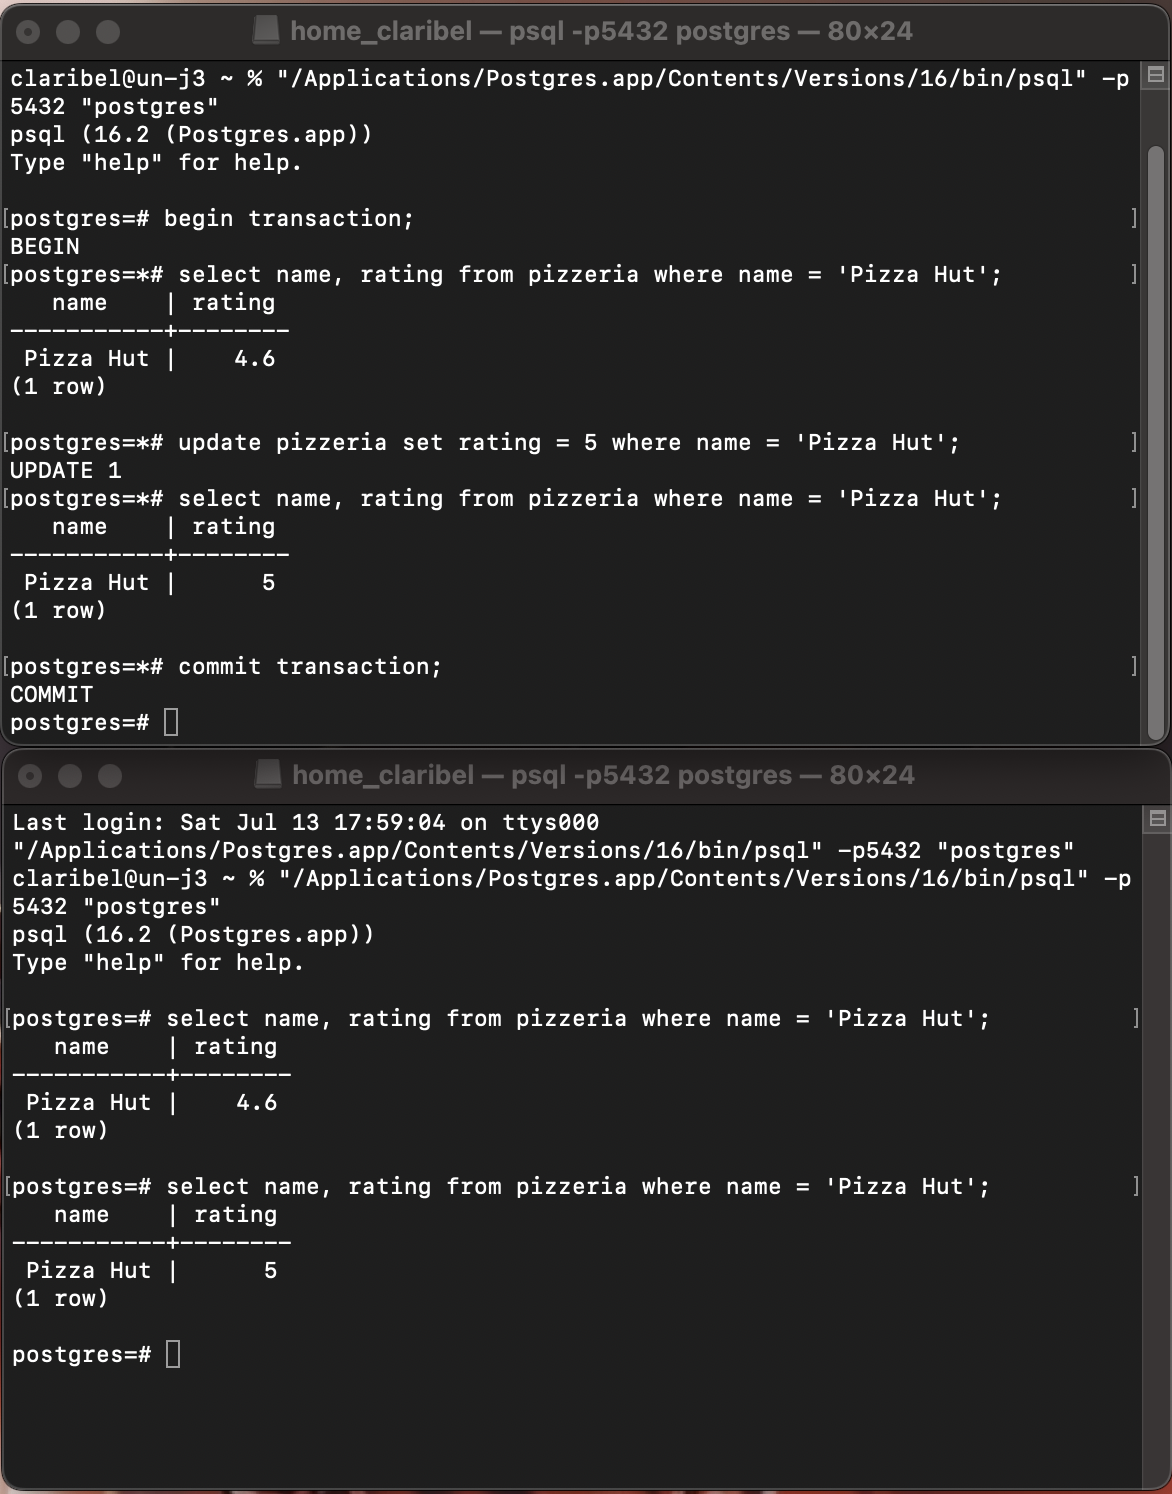 home_claribel — psql -p5432 postgres — 80×24
claribel@un-j3 ~ % "/Applications/Postgres.app/Contents/Versions/16/bin/psql" -p
5432 "postgres"
psql (16.2 (Postgres.app))
Type "help" for help.
[postgres=# begin transaction; ]
BEGIN
[postgres=*# select name, rating from pizzeria where name = 'Pizza Hut'; ]
   name    | rating
-----------+--------
 Pizza Hut |    4.6
(1 row)
[postgres=*# update pizzeria set rating = 5 where name = 'Pizza Hut'; ]
UPDATE 1
[postgres=*# select name, rating from pizzeria where name = 'Pizza Hut'; ]
   name    | rating
-----------+--------
 Pizza Hut |      5
(1 row)
[postgres=*# commit transaction; ]
COMMIT
postgres=#
home_claribel — psql -p5432 postgres — 80×24
Last login: Sat Jul 13 17:59:04 on ttys000
"/Applications/Postgres.app/Contents/Versions/16/bin/psql" -p5432 "postgres"
claribel@un-j3 ~ % "/Applications/Postgres.app/Contents/Versions/16/bin/psql" -p
5432 "postgres"
psql (16.2 (Postgres.app))
Type "help" for help.
[postgres=# select name, rating from pizzeria where name = 'Pizza Hut'; ]
   name    | rating
-----------+--------
 Pizza Hut |    4.6
(1 row)
[postgres=# select name, rating from pizzeria where name = 'Pizza Hut'; ]
   name    | rating
-----------+--------
 Pizza Hut |      5
(1 row)
postgres=#